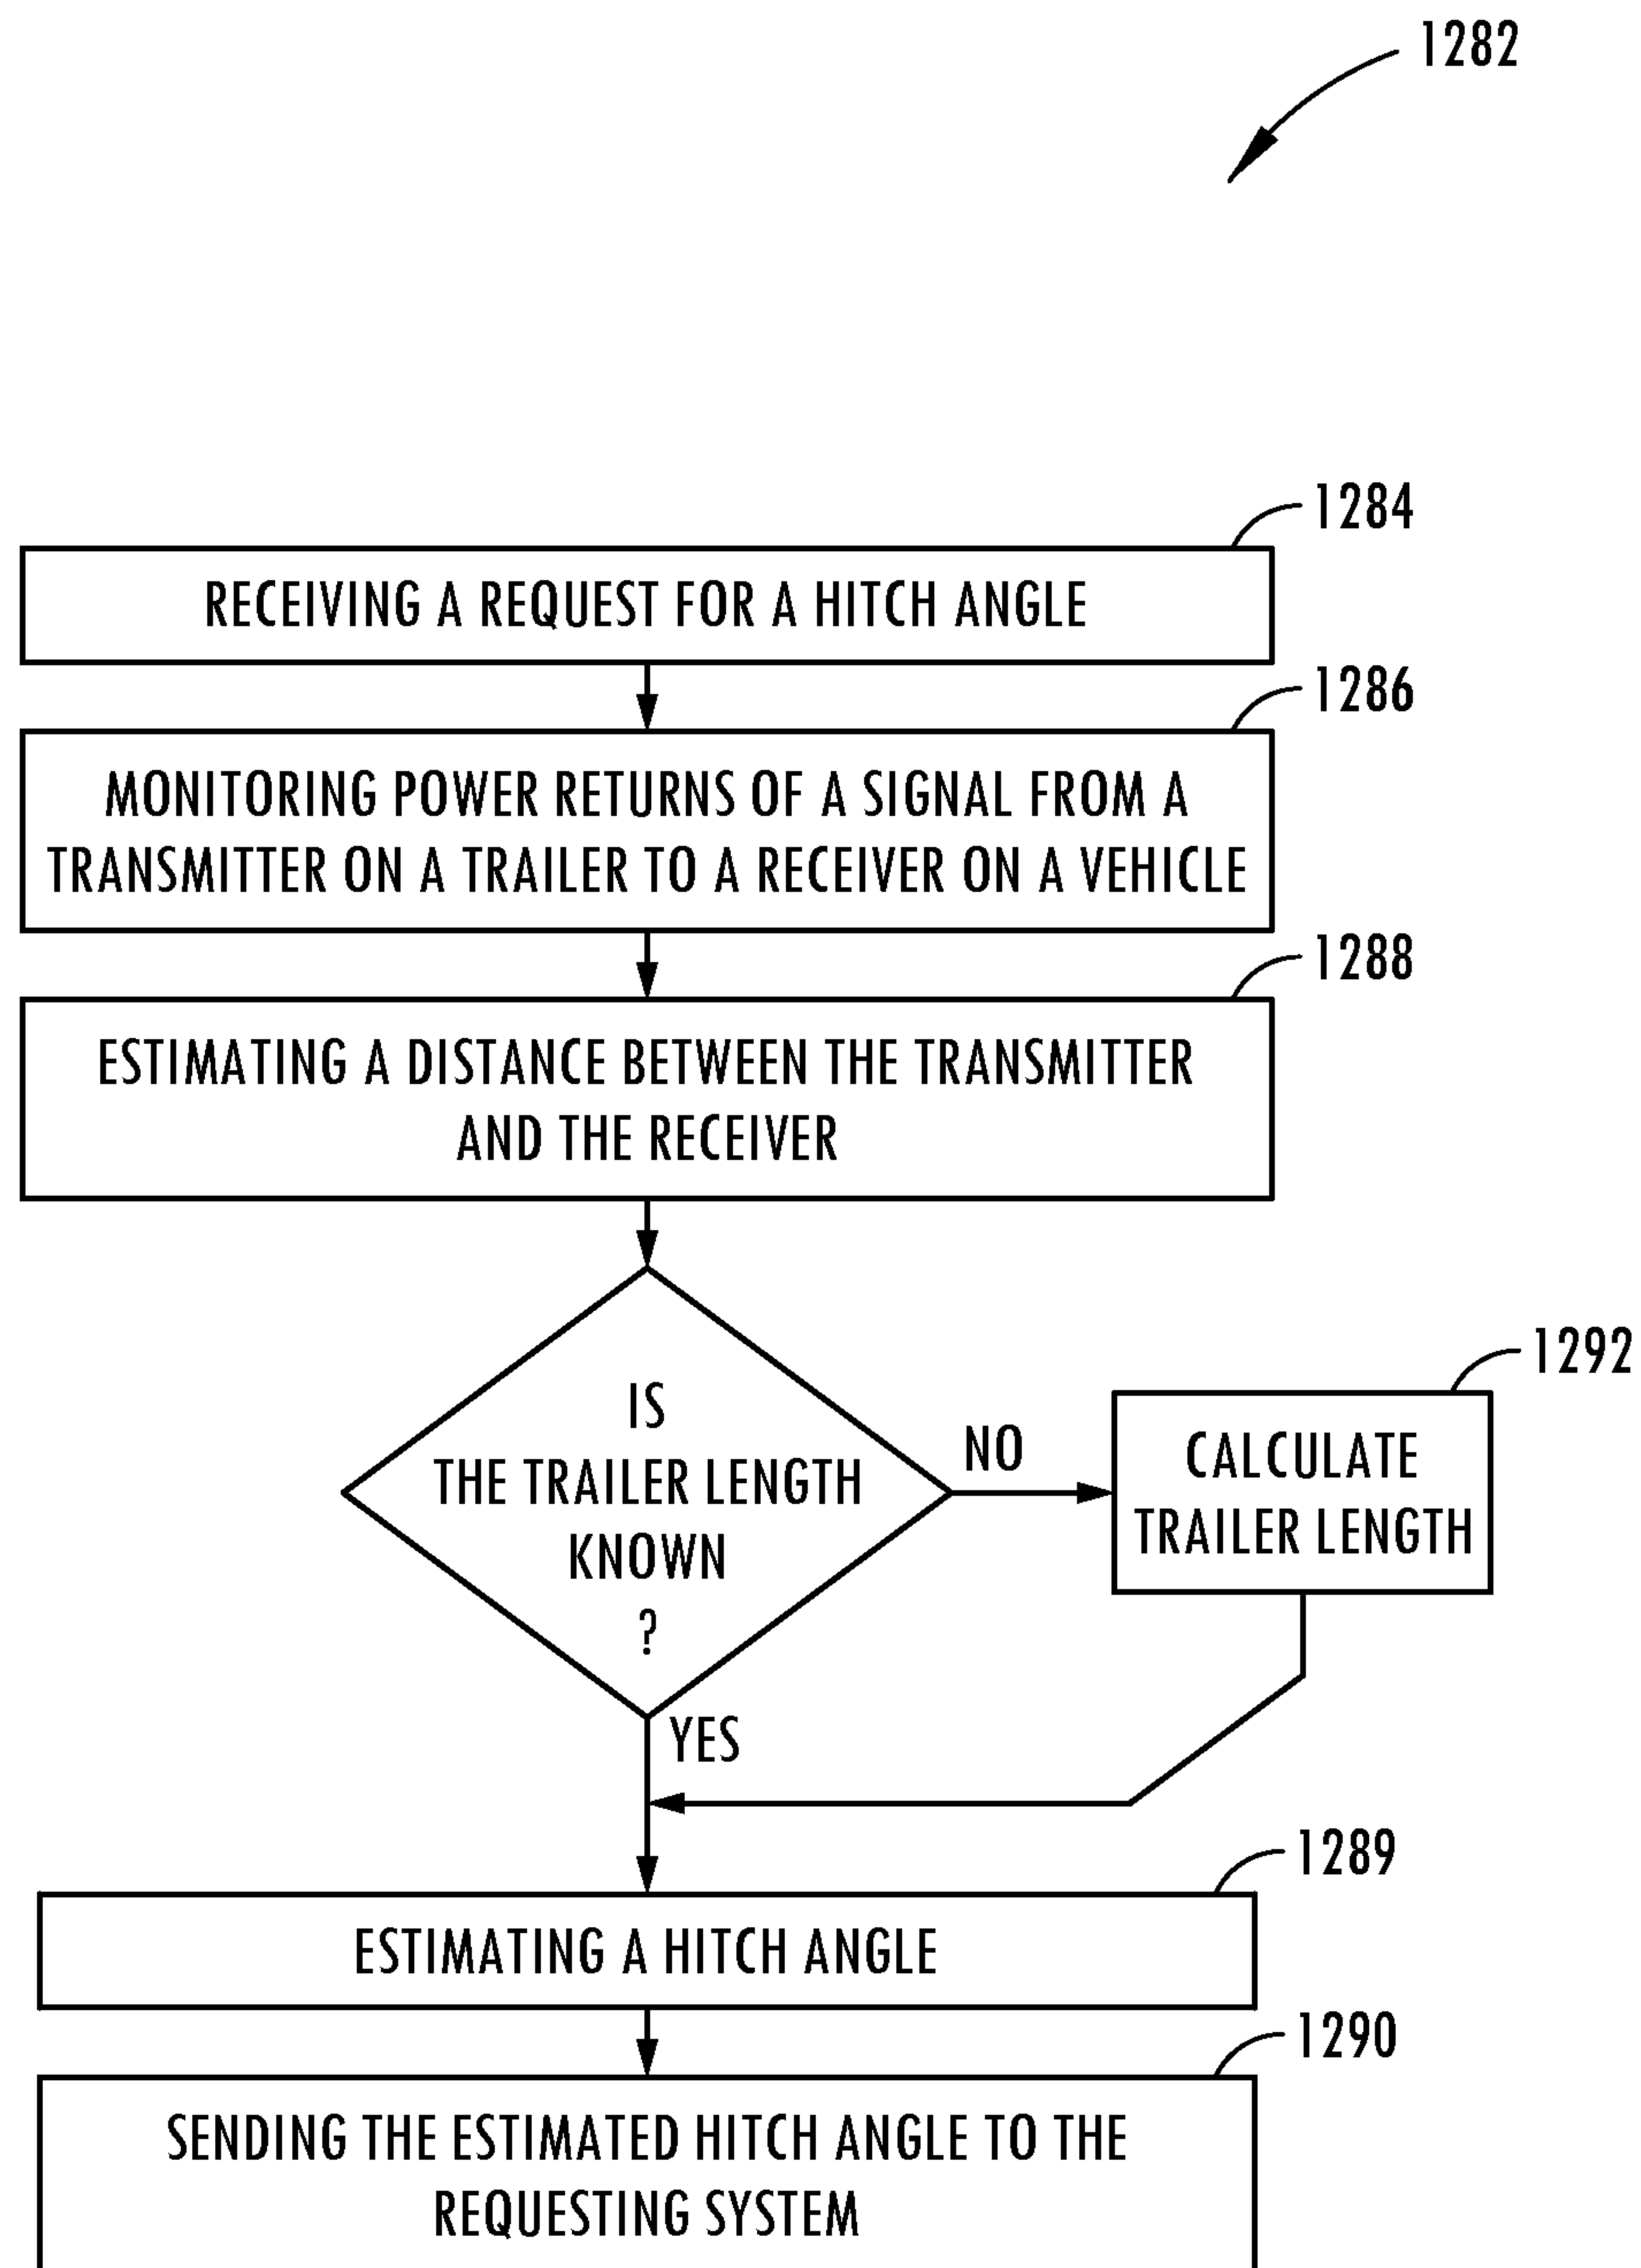 1282
1284
RECEIVING A REQUEST FOR A HITCH ANGLE
1286
MONITORING POWER RETURNS OF A SIGNAL FROM A
TRANSMITTER ON A TRAILER TO A RECEIVER ON A VEHICLE
1288
ESTIMATING A DISTANCE BETWEEN THE TRANSMITTER
AND THE RECEIVER
IS
THE TRAILER LENGTH
KNOWN
?
NO
1292
CALCULATE
TRAILER LENGTH
YES
1289
ESTIMATING A HITCH ANGLE
1290
SENDING THE ESTIMATED HITCH ANGLE TO THE
REQUESTING SYSTEM